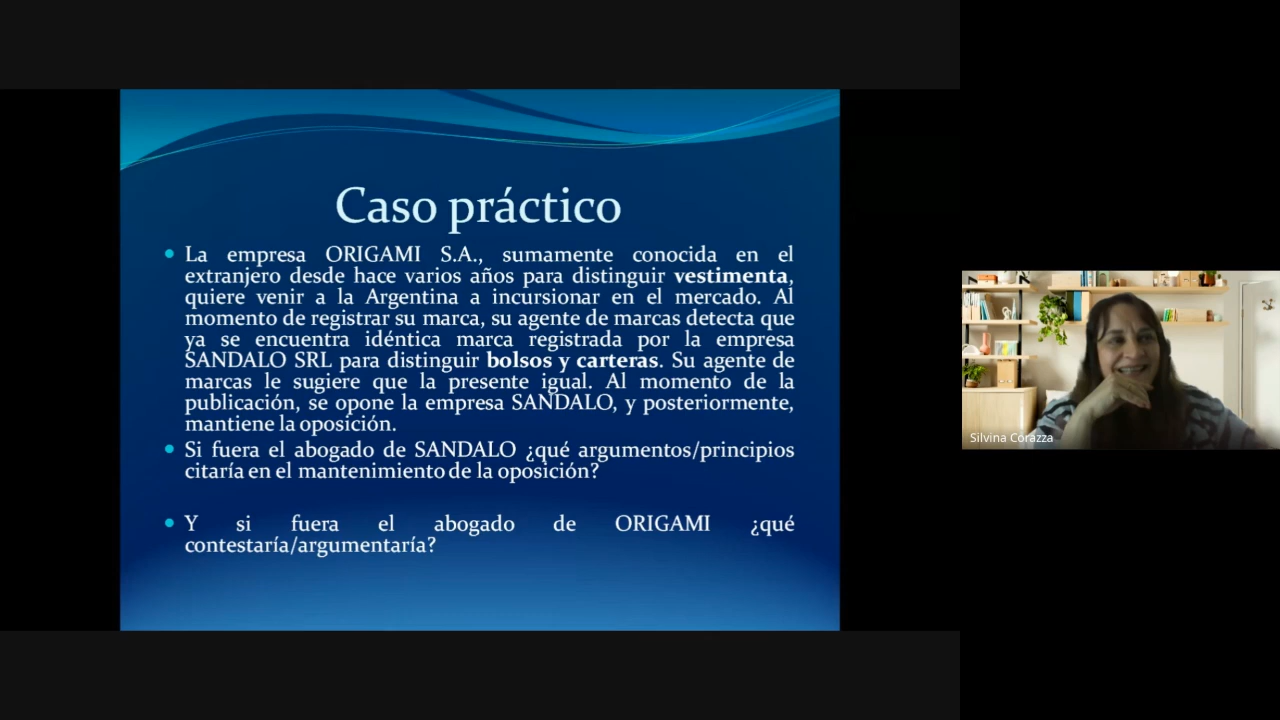 Caso práctico
La empresa ORIGAMI S.A., sumamente conocida en el
extranjero desde hace varios años para distinguir vestimenta,
quiere venir a la Argentina a incursionar en el mercado. Al
momento de registrar su marca, su agente de marcas detecta que
ya se encuentra idéntica marca registrada por la empresa
SANDALO SRL para distinguir bolsos y carteras. Su agente de
marcas le sugiere que la presente igual. Al momento de la
publicación, se opone la empresa SANDALO, y posteriormente,
mantiene la oposición.
Si fuera el abogado de SANDALO ¿qué argumentos/principios
citaría en el mantenimiento de la oposición?
Y si fuera el abogado de ORIGAMI ¿qué
contestaría/argumentaría?
Silvina Corazza